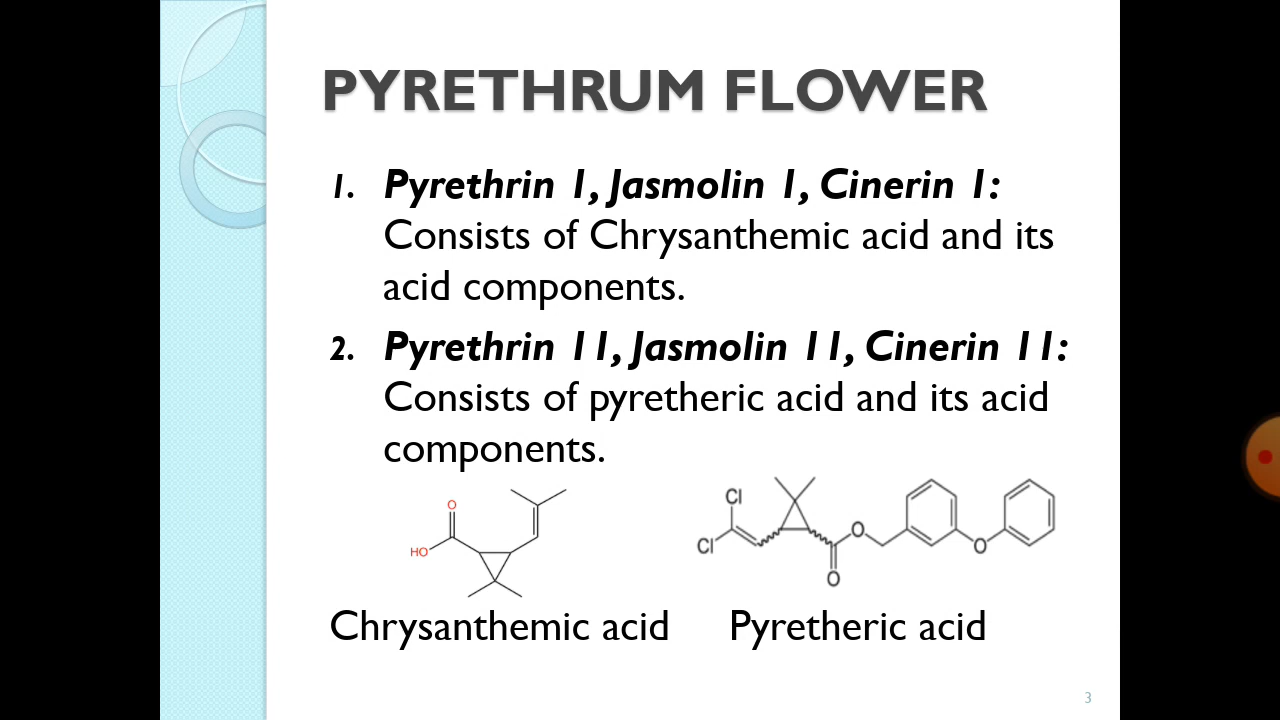 PYRETHRUM FLOWER
1. Pyrethrin 1, Jasmolin 1, Cinerin 1:
Consists of Chrysanthemic acid and its
acid components.
2. Pyrethrin 11, Jasmolin 11, Cinerin 11:
Consists of pyretheric acid and its acid
components.
O
HO
Cl
Cl
O
O
O
Chrysanthemic acid
Pyretheric acid
3